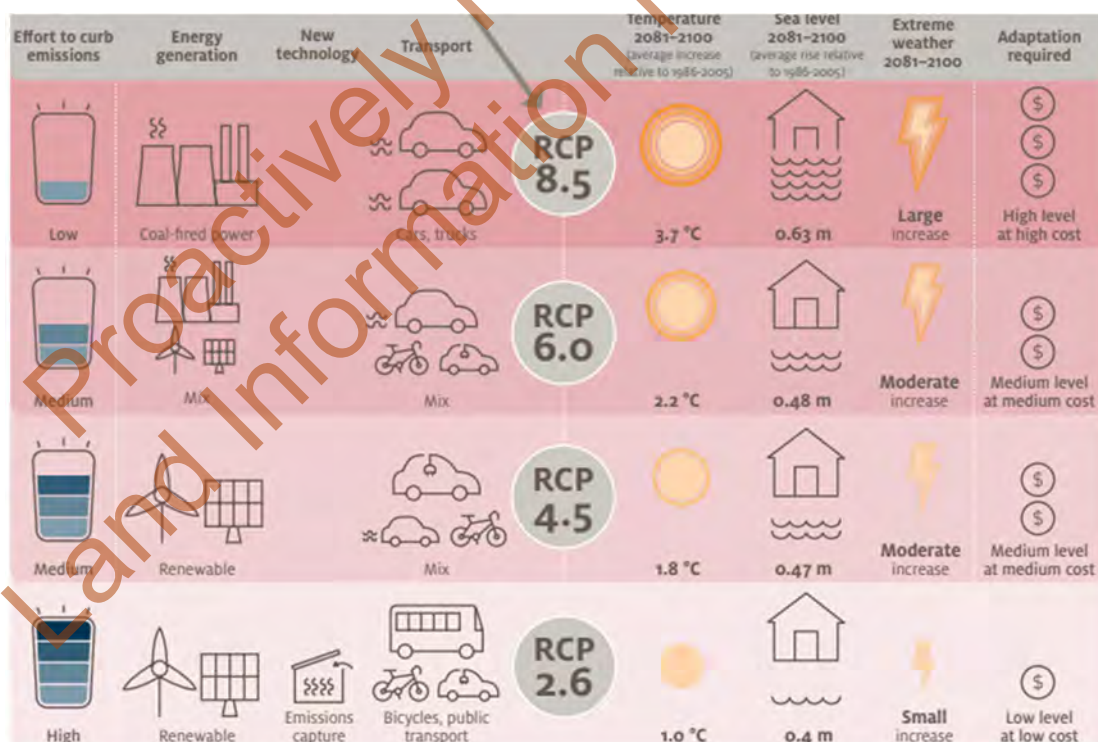 Effort to curb
emissions
Energy
generation
New
technology
Transport
Temperature
2081–2100
(average increase
relative to 1986-2005)
Sea level
2081–2100
(average rise relative
to 1986-2005)
Extreme
weather
2081–2100
Adaptation
required
Low
Coal-fired power
Cars, trucks
RCP
8.5
3.7 °C
0.63 m
Large
increase
High level
at high cost
$
$
$
Medium
Mix
Mix
RCP
6.0
2.2 °C
0.48 m
Moderate
increase
Medium level
at medium cost
$
$
Medium
Renewable
Mix
RCP
4.5
1.8 °C
0.47 m
Moderate
increase
Medium level
at medium cost
$
$
High
Renewable
Emissions
capture
Bicycles, public
transport
RCP
2.6
1.0 °C
0.4 m
Small
increase
Low level
at low cost
$
Proactively
Land Information